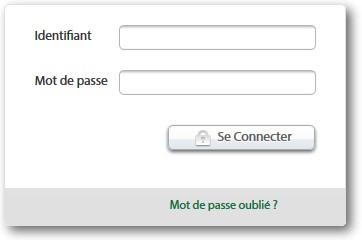 Identifiant
Mot de passe
Se Connecter
Mot de passe oublié ?